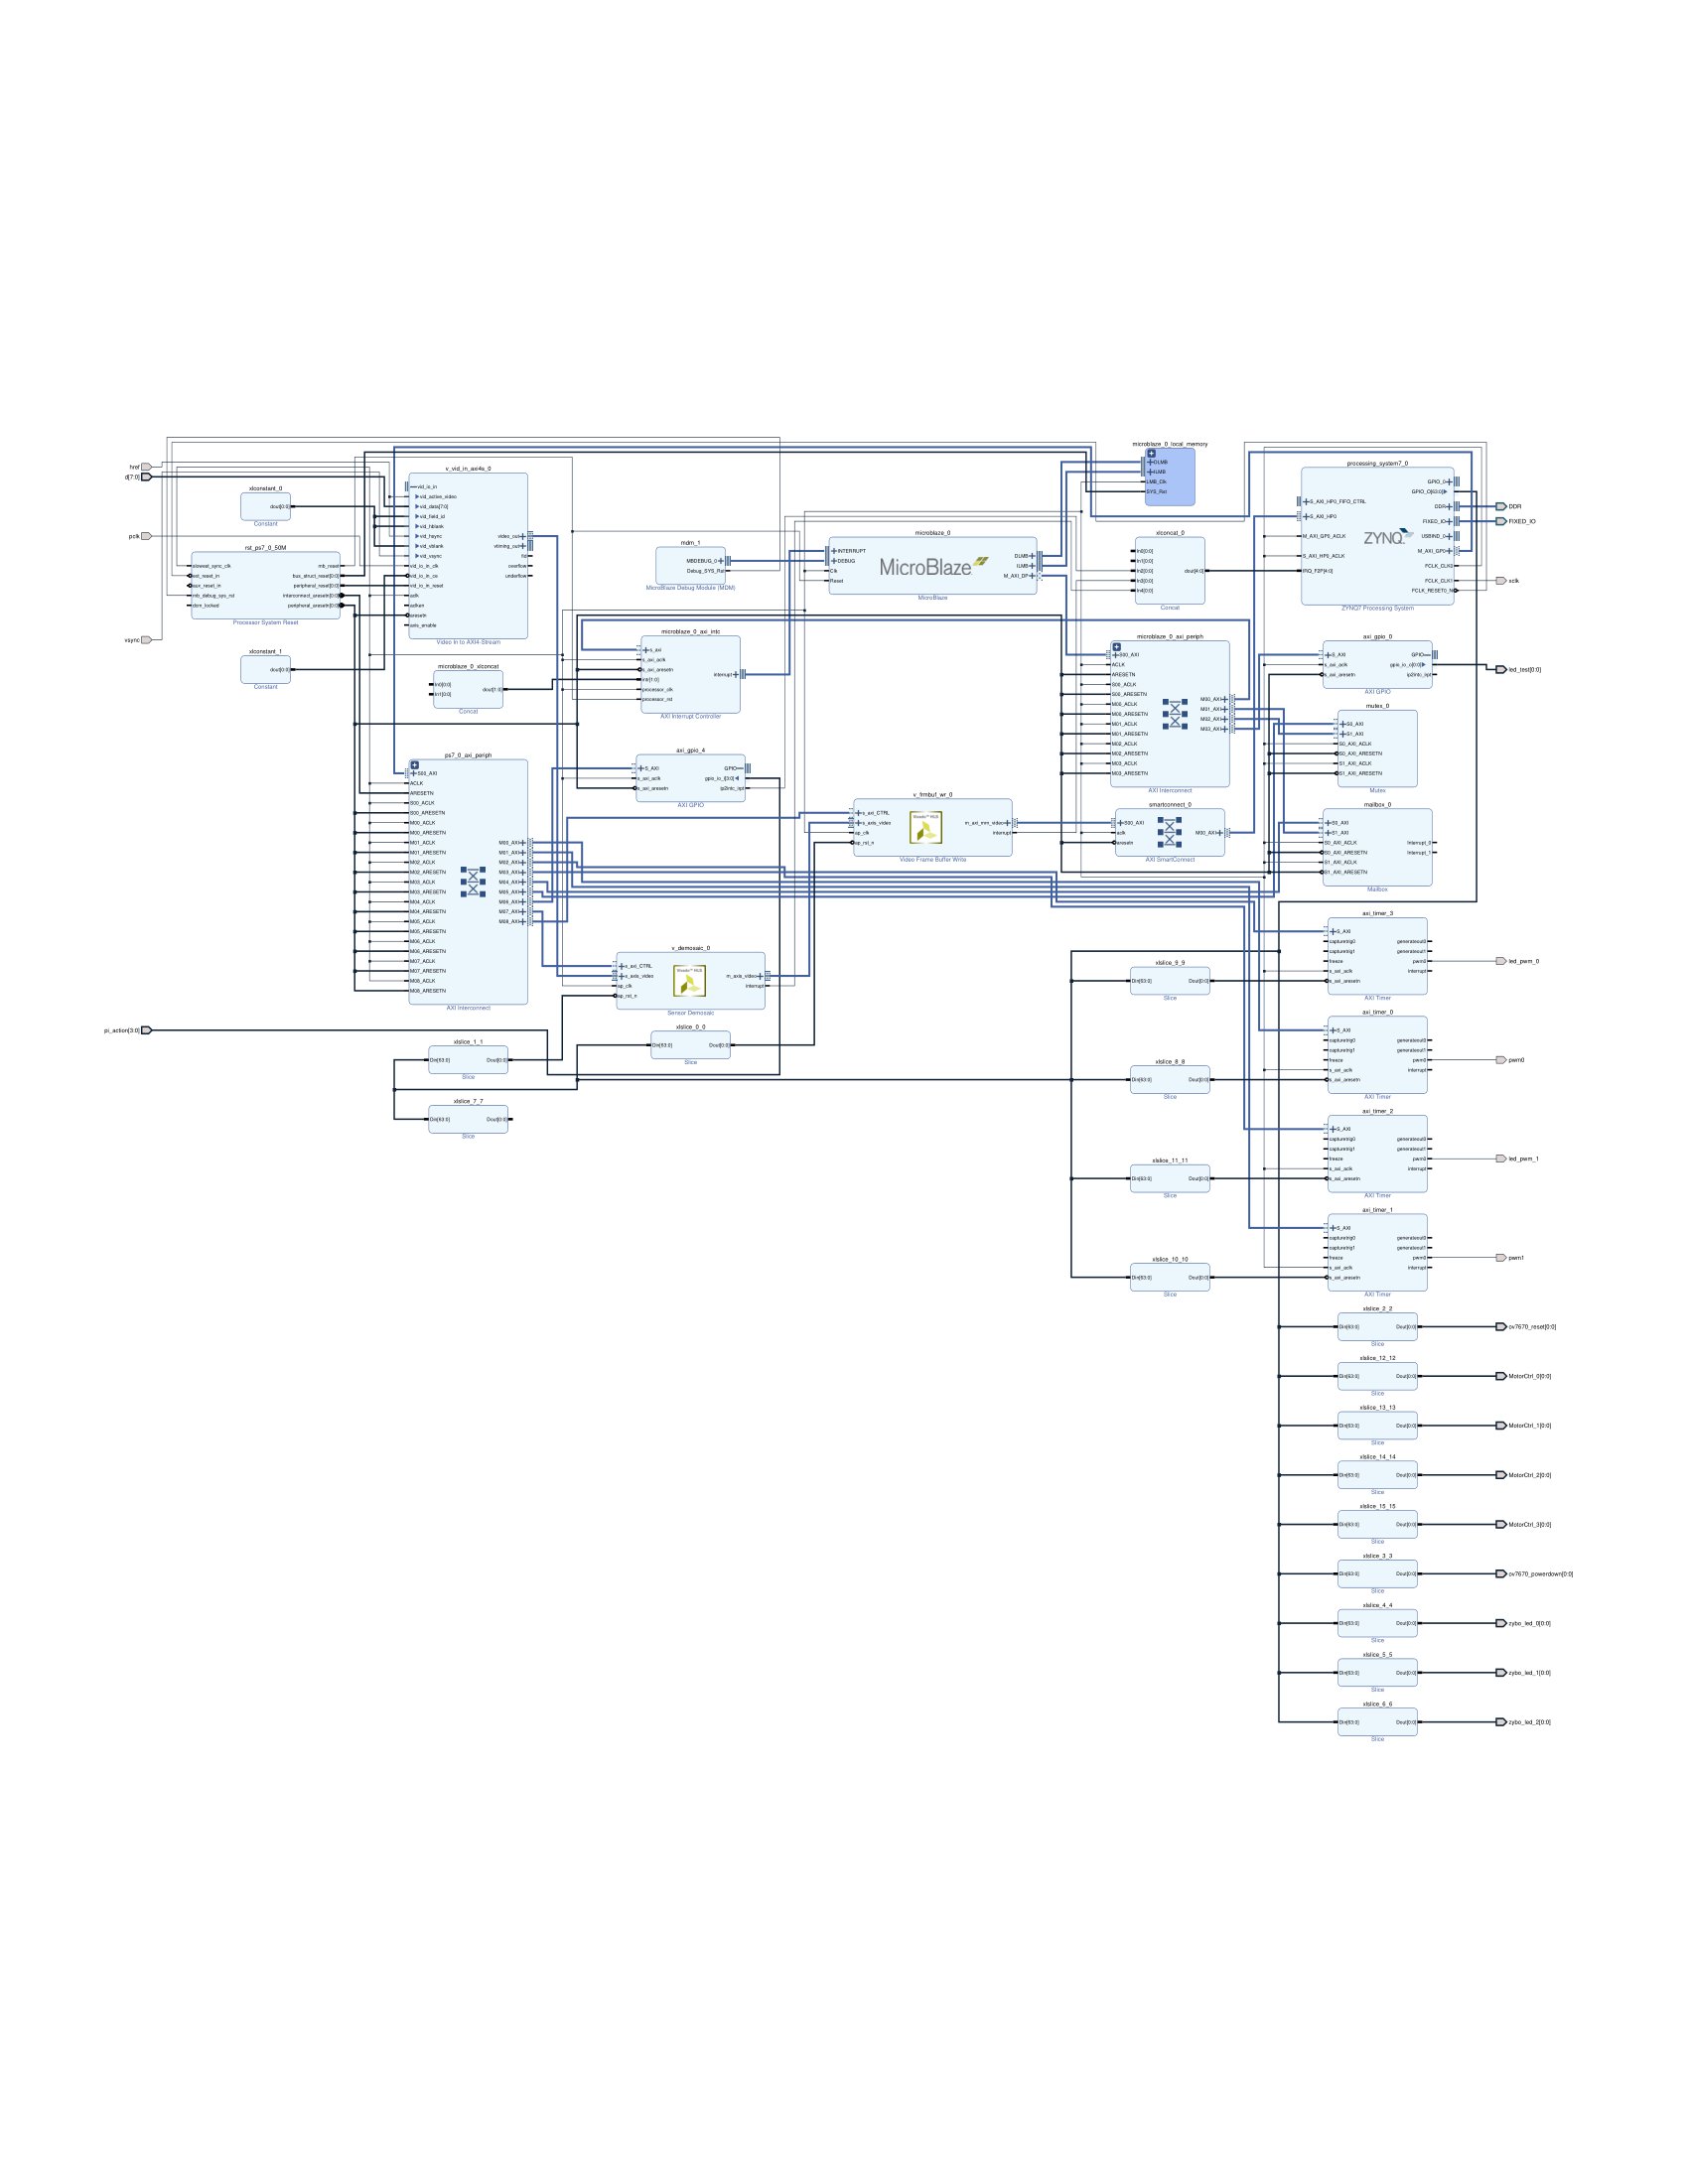 href
d[7:0]
pclk
vsync
pi_action[3:0]
xlconstant_0
dout[0:0]
Constant
rst_ps7_0_50M
slowest_sync_clk
ext_reset_in
aux_reset_in
mb_debug_sys_rst
dcm_locked
mb_reset
bus_struct_reset[0:0]
peripheral_reset[0:0]
interconnect_aresetn[0:0]
peripheral_aresetn[0:0]
Processor System Reset
xlconstant_1
dout[0:0]
Constant
v_vid_in_axi4s_0
vid_io_in
vid_active_video
vid_data[7:0]
vid_field_id
vid_hblank
vid_hsync
vid_vblank
vid_vsync
vid_io_in_clk
vid_io_in_ce
vid_io_in_reset
aclk
aclken
aresetn
axis_enable
video_out
vtiming_out
fid
overflow
underflow
Video In to AXI4-Stream
microblaze_0_xlconcat
In0[0:0]
In1[0:0]
dout[1:0]
Concat
ps7_0_axi_periph
S00_AXI
ACLK
ARESETN
S00_ACLK
S00_ARESETN
M00_ACLK
M00_ARESETN
M01_ACLK
M01_ARESETN
M02_ACLK
M02_ARESETN
M03_ACLK
M03_ARESETN
M04_ACLK
M04_ARESETN
M05_ACLK
M05_ARESETN
M06_ACLK
M06_ARESETN
M07_ACLK
M07_ARESETN
M08_ACLK
M08_ARESETN
M00_AXI
M01_AXI
M02_AXI
M03_AXI
M04_AXI
M05_AXI
M06_AXI
M07_AXI
M08_AXI
AXI Interconnect
xlslice_1_1
Din[63:0]
Dout[0:0]
Slice
xlslice_7_7
Din[63:0]
Dout[0:0]
Slice
mdm_1
MBDEBUG_0
Debug_SYS_Rst
MicroBlaze Debug Module (MDM)
microblaze_0_axi_intc
s_axi
s_axi_aclk
s_axi_aresetn
intr[1:0]
processor_clk
processor_rst
interrupt
AXI Interrupt Controller
axi_gpio_4
S_AXI
s_axi_aclk
s_axi_aresetn
GPIO
gpio_io_i[3:0]
ip2intc_irpt
AXI GPIO
v_demosaic_0
s_axi_CTRL
s_axis_video
ap_clk
ap_rst_n
Vivado™ HLS
m_axis_video
interrupt
Sensor Demosaic
xlslice_0_0
Din[63:0]
Dout[0:0]
Slice
microblaze_0
INTERRUPT
DEBUG
Clk
Reset
MicroBlaze
DLMB
ILMB
M_AXI_DP
MicroBlaze
v_frmbuf_wr_0
s_axi_CTRL
s_axis_video
ap_clk
ap_rst_n
Vivado™ HLS
m_axi_mm_video
interrupt
Video Frame Buffer Write
microblaze_0_local_memory
DLMB
ILMB
LMB_Clk
SYS_Rst
xlconcat_0
In0[0:0]
In1[0:0]
In2[0:0]
In3[0:0]
In4[0:0]
dout[4:0]
Concat
microblaze_0_axi_periph
S00_AXI
ACLK
ARESETN
S00_ACLK
S00_ARESETN
M00_ACLK
M00_ARESETN
M01_ACLK
M01_ARESETN
M02_ACLK
M02_ARESETN
M03_ACLK
M03_ARESETN
M00_AXI
M01_AXI
M02_AXI
M03_AXI
AXI Interconnect
smartconnect_0
S00_AXI
aclk
aresetn
M00_AXI
AXI SmartConnect
xlslice_9_9
Din[63:0]
Dout[0:0]
Slice
xlslice_8_8
Din[63:0]
Dout[0:0]
Slice
xlslice_11_11
Din[63:0]
Dout[0:0]
Slice
xlslice_10_10
Din[63:0]
Dout[0:0]
Slice
processing_system7_0
S_AXI_HP0_FIFO_CTRL
S_AXI_HP0
M_AXI_GP0_ACLK
S_AXI_HP0_ACLK
IRQ_F2P[4:0]
ZYNQ
GPIO_0
GPIO_O[63:0]
DDR
FIXED_IO
USBIND_0
M_AXI_GP0
FCLK_CLK0
FCLK_CLK1
FCLK_RESET0_N
ZYNQ7 Processing System
axi_gpio_0
S_AXI
s_axi_aclk
s_axi_aresetn
GPIO
gpio_io_o[0:0]
ip2intc_irpt
AXI GPIO
mutex_0
S0_AXI
S1_AXI
S0_AXI_ACLK
S0_AXI_ARESETN
S1_AXI_ACLK
S1_AXI_ARESETN
Mutex
mailbox_0
S0_AXI
S1_AXI
S0_AXI_ACLK
S0_AXI_ARESETN
S1_AXI_ACLK
S1_AXI_ARESETN
Interrupt_0
Interrupt_1
Mailbox
axi_timer_3
S_AXI
capturetrig0
capturetrig1
freeze
s_axi_aclk
s_axi_aresetn
generateout0
generateout1
pwm0
interrupt
AXI Timer
axi_timer_0
S_AXI
capturetrig0
capturetrig1
freeze
s_axi_aclk
s_axi_aresetn
generateout0
generateout1
pwm0
interrupt
AXI Timer
axi_timer_2
S_AXI
capturetrig0
capturetrig1
freeze
s_axi_aclk
s_axi_aresetn
generateout0
generateout1
pwm0
interrupt
AXI Timer
axi_timer_1
S_AXI
capturetrig0
capturetrig1
freeze
s_axi_aclk
s_axi_aresetn
generateout0
generateout1
pwm0
interrupt
AXI Timer
xlslice_2_2
Din[63:0]
Dout[0:0]
Slice
xlslice_12_12
Din[63:0]
Dout[0:0]
Slice
xlslice_13_13
Din[63:0]
Dout[0:0]
Slice
xlslice_14_14
Din[63:0]
Dout[0:0]
Slice
xlslice_15_15
Din[63:0]
Dout[0:0]
Slice
xlslice_3_3
Din[63:0]
Dout[0:0]
Slice
xlslice_4_4
Din[63:0]
Dout[0:0]
Slice
xlslice_5_5
Din[63:0]
Dout[0:0]
Slice
xlslice_6_6
Din[63:0]
Dout[0:0]
Slice
DDR
FIXED_IO
xclk
led_test[0:0]
led_pwm_0
pwm0
led_pwm_1
pwm1
ov7670_reset[0:0]
MotorCtrl_0[0:0]
MotorCtrl_1[0:0]
MotorCtrl_2[0:0]
MotorCtrl_3[0:0]
ov7670_powerdown[0:0]
zybo_led_0[0:0]
zybo_led_1[0:0]
zybo_led_2[0:0]